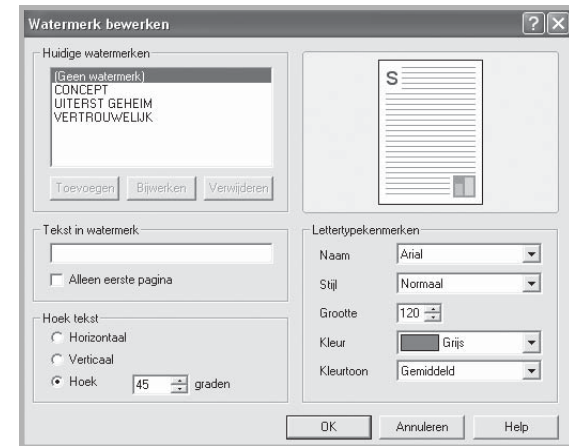 Watermerk bewerken
Huidige watermerken
(Geen watermerk)
CONCEPT
UITERST GEHEIM
VERTROUWELIJK
Toevoegen Bijwerken Verwijderen
S
Tekst in watermerk
Alleen eerste pagina
Hoek tekst
Horizontaal
Verticaal
Hoek 45 graden
Lettertypekenmerken
Naam Arial
Stijl Normaal
Grootte 120
Kleur Grijs
Kleurtoon Gemiddeld
OK Annuleren Help